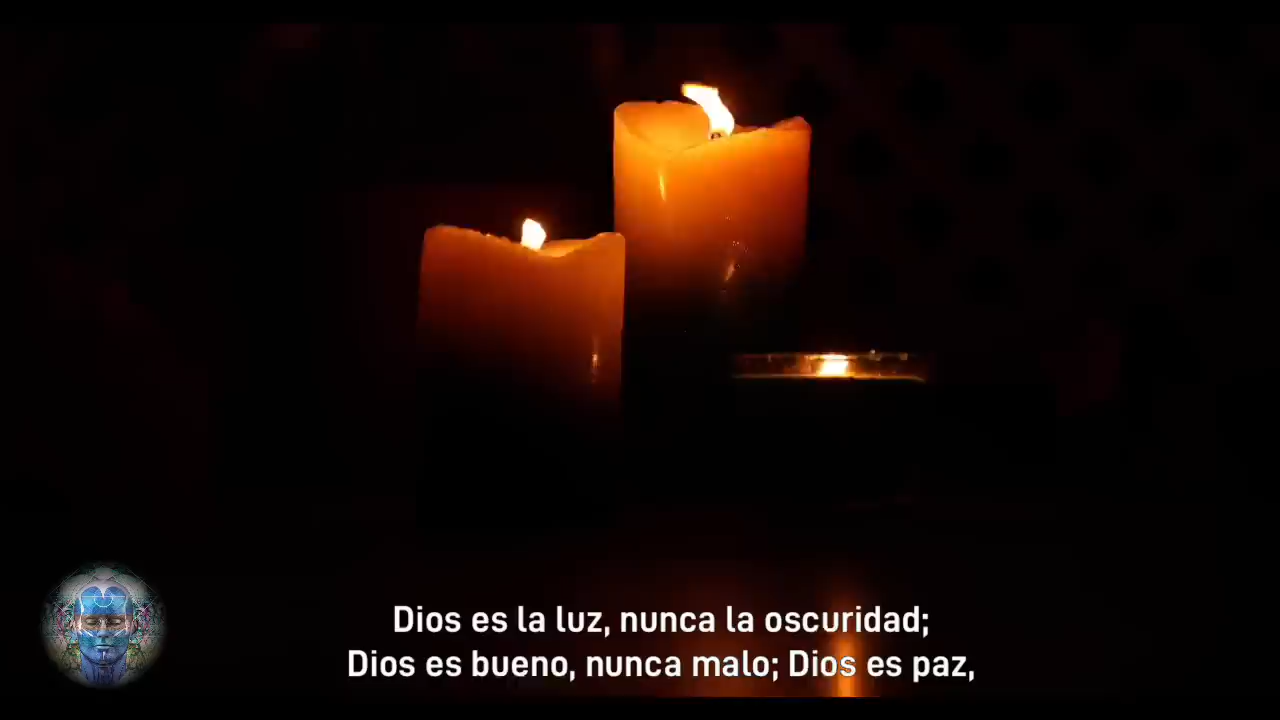 Dios es la luz, nunca la oscuridad;
Dios es bueno, nunca malo; Dios es paz,